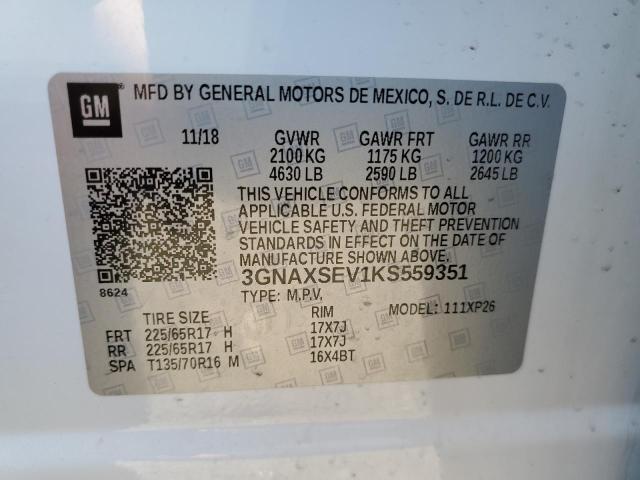 GM ® MFD BY GENERAL MOTORS DE MEXICO, S. DE R.L. DE C.V.
11/18 GVWR GAWR FRT GAWR RR
2100 KG 1175 KG 1200 KG
4630 LB 2590 LB 2645 LB
THIS VEHICLE CONFORMS TO ALL
APPLICABLE U.S. FEDERAL MOTOR
VEHICLE SAFETY AND THEFT PREVENTION
STANDARDS IN EFFECT ON THE DATE OF
MANUFACTURE SHOWN ABOVE.
3GNAXSEV1KS559351
8624
TYPE: M.P.V.
MODEL: 111XP26
TIRE SIZE RIM
FRT 225/65R17 H 17X7J
RR 225/65R17 H 17X7J
SPA T135/70R16 M 16X4BT